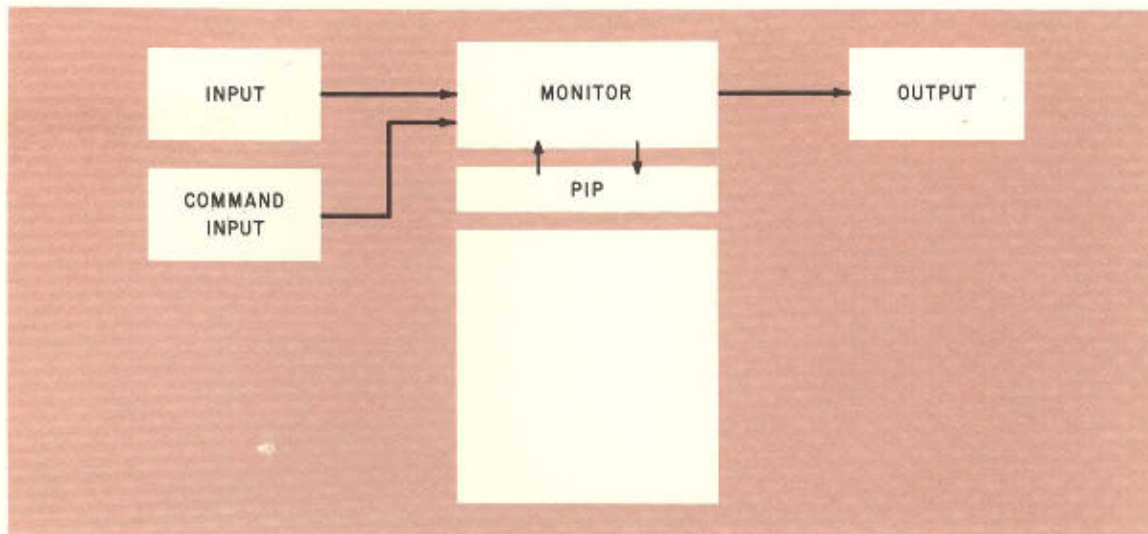 INPUT
MONITOR
OUTPUT
COMMAND
INPUT
PIP